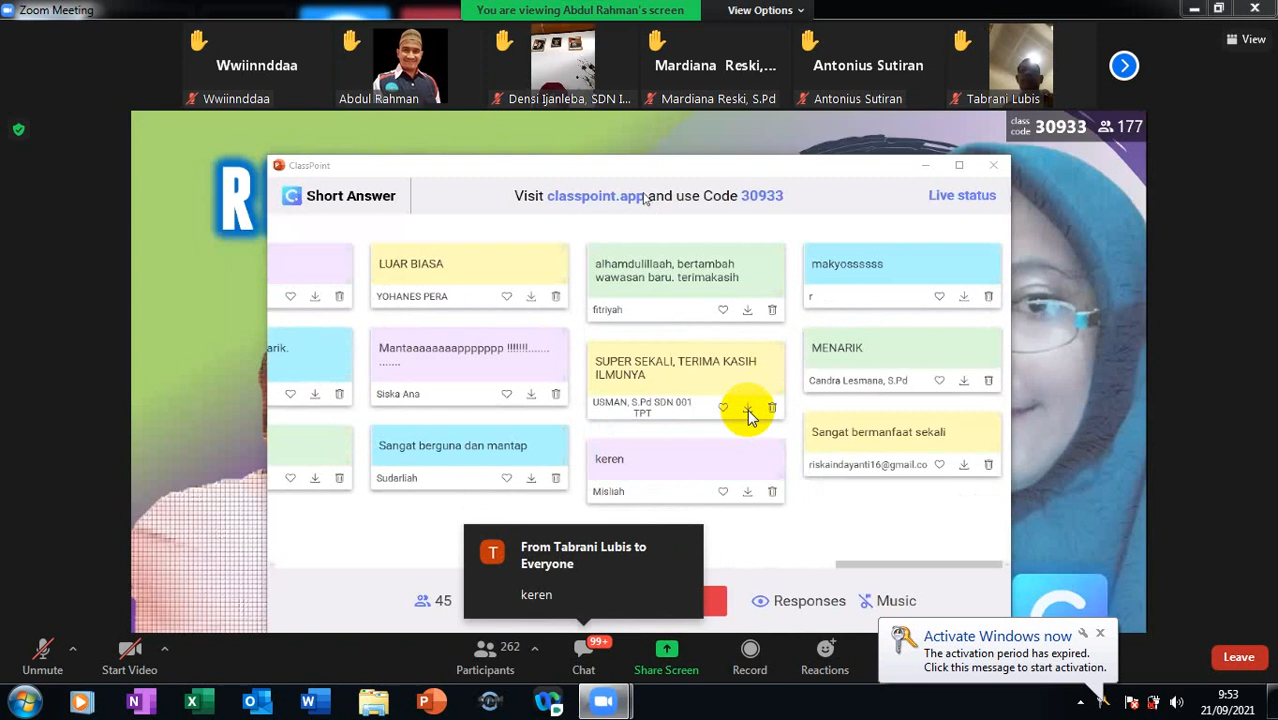 Zoom Meeting
You are viewing Abdul Rahman's screen
View Options
Wwiinnddaa
Mardiana Reski,...
Antonius Sutiran
View
Wwiinnddaa
Abdul Rahman
Densi Ijanleba, SDN I...
Mardiana Reski, S.Pd
Antonius Sutiran
Tabrani Lubis
class
code
30933
177
R
ClassPoint
Short Answer
Visit classpoint.app and use Code 30933
Live status
LUAR BIASA
YOHANES PERA
alhamdulillaah, bertambah
wawasan baru. terimakasih
fitriyah
makyossssss
r
arik.
Mantaaaaaaaappppppp !!!!!!!.......
.......
Siska Ana
SUPER SEKALI, TERIMA KASIH
ILMUNYA
USMAN, S.Pd SDN 001
TPT
MENARIK
Candra Lesmana, S.Pd
Sangat berguna dan mantap
Sudarliah
keren
Misliah
Sangat bermanfaat sekali
riskaindayanti16@gmail.co
From Tabrani Lubis to
Everyone
keren
45
Responses
Music
Activate Windows now
The activation period has expired.
Click this message to start activation.
Unmute
Start Video
262
Participants
99+
Chat
Share Screen
Record
Reactions
Leave
9:53
21/09/2021